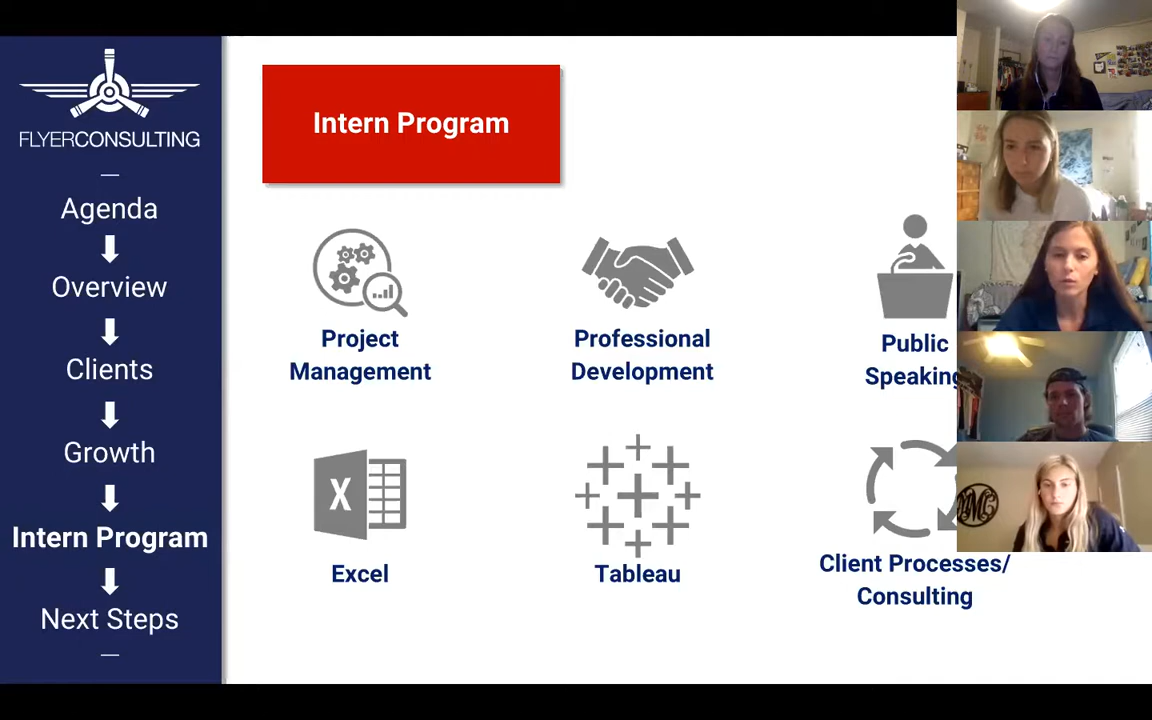 FLYERCONSULTING
Agenda
Overview
Clients
Growth
Intern Program
Next Steps
Intern Program
Project
Management
Professional
Development
Public
Speaking
X
Excel
Tableau
Client Processes/
Consulting